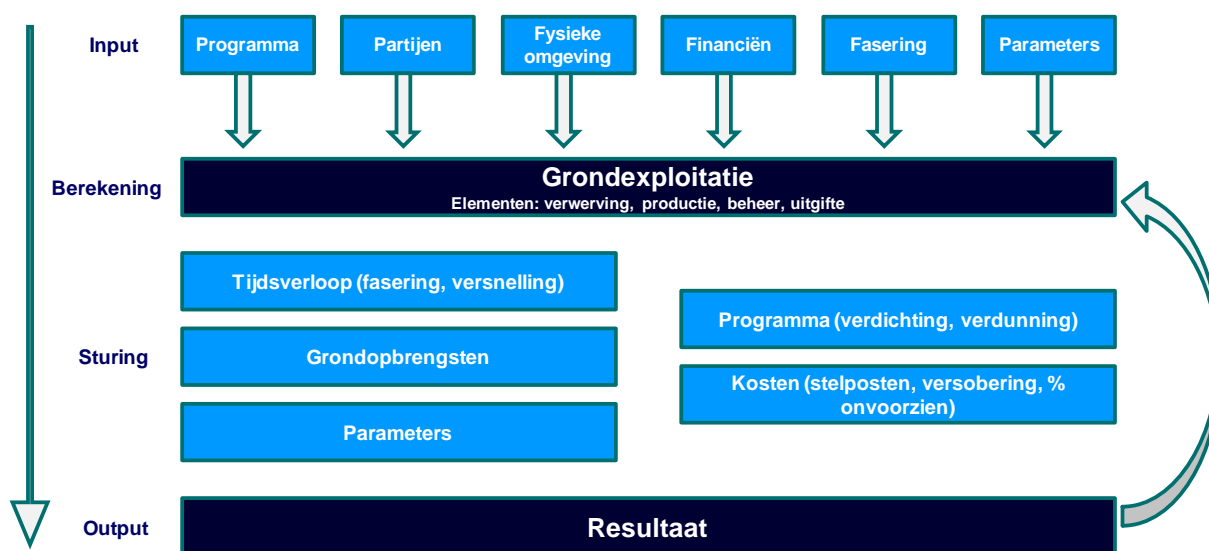 Input
Programma
Partijen
Fysieke
omgeving
Financiën
Fasering
Parameters
Berekening
Grondexploitatie
Elementen: verwerving, productie, beheer, uitgifte
Sturing
Tijdsverloop (fasering, versnelling)
Grondopbrengsten
Parameters
Programma (verdichting, verdunning)
Kosten (stelposten, versobering, %
onvoorzien)
Output
Resultaat